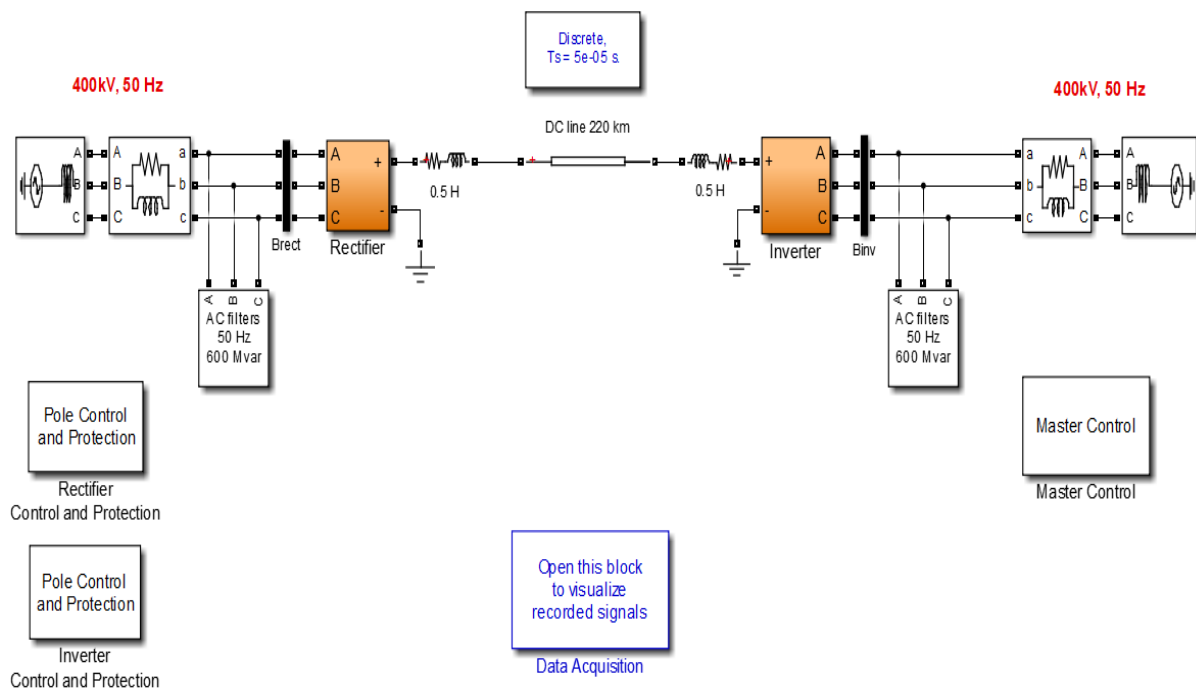 Discrete,
Ts = 5e-05 s.
400kV, 50 Hz
400kV, 50 Hz
DC line 220 km
A
B
C
A
B
C
a
b
c
A
B
C
+
-
+
0.5 H
+
+
0.5 H
+
-
A
B
C
a
b
c
A
B
C
A
B
C
Brect
Rectifier
Inverter
Binv
A
B
C
AC filters
50 Hz
600 Mvar
A
B
C
AC filters
50 Hz
600 Mvar
Pole Control
and Protection
Rectifier
Control and Protection
Master Control
Master Control
Pole Control
and Protection
Inverter
Control and Protection
Open this block
to visualize
recorded signals
Data Acquisition